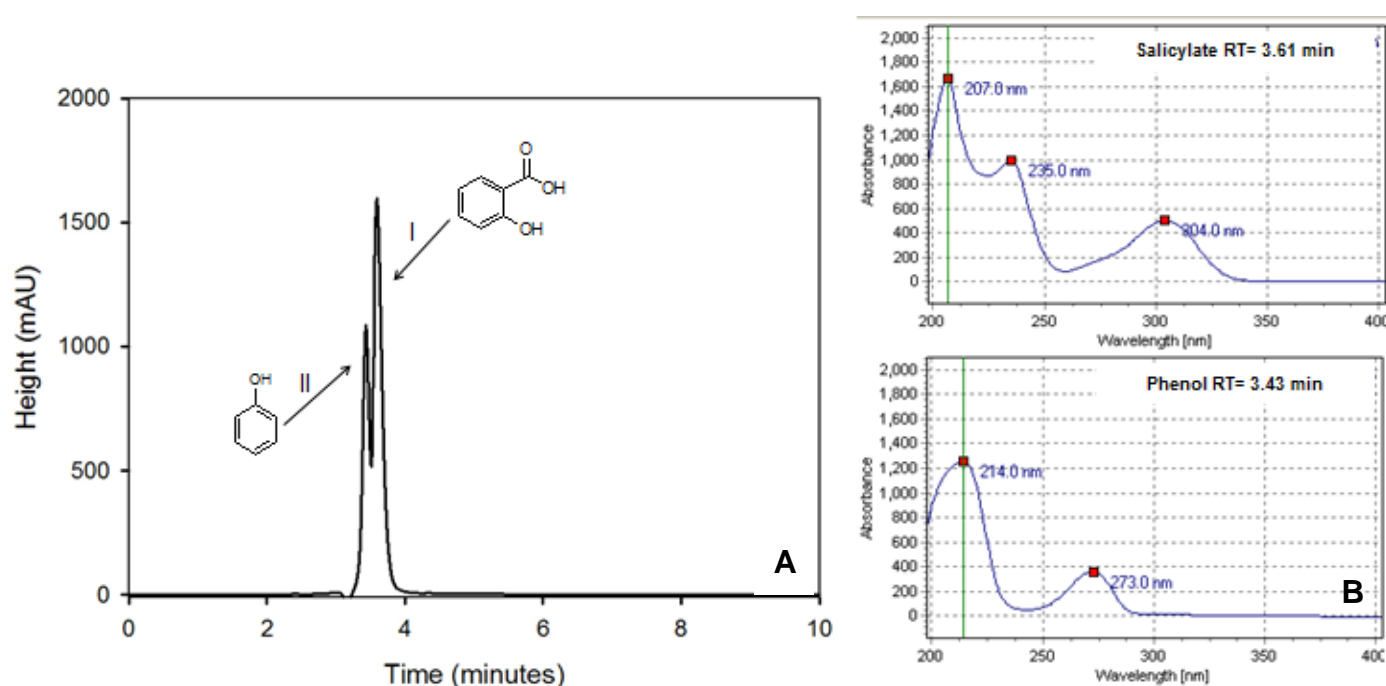 2000
1500
1000
500
0
Height (mAU)
0 2 4 6 8 10
Time (minutes)
O
OH
OH
I
OH
II
A
2,000
1,800
1,600
1,400
1,200
1,000
800
600
400
200
0
Absorbance
Salicylate RT= 3.61 min
207.0 nm
235.0 nm
304.0 nm
200 250 300 350 400
Wavelength [nm]
2,000
1,800
1,600
1,400
1,200
1,000
800
600
400
200
0
Absorbance
Phenol RT= 3.43 min
214.0 nm
273.0 nm
B
200 250 300 350 400
Wavelength [nm]